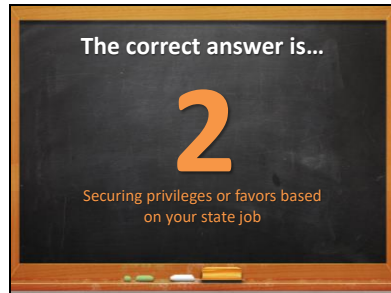 The correct answer is...
2
Securing privileges or favors based
on your state job